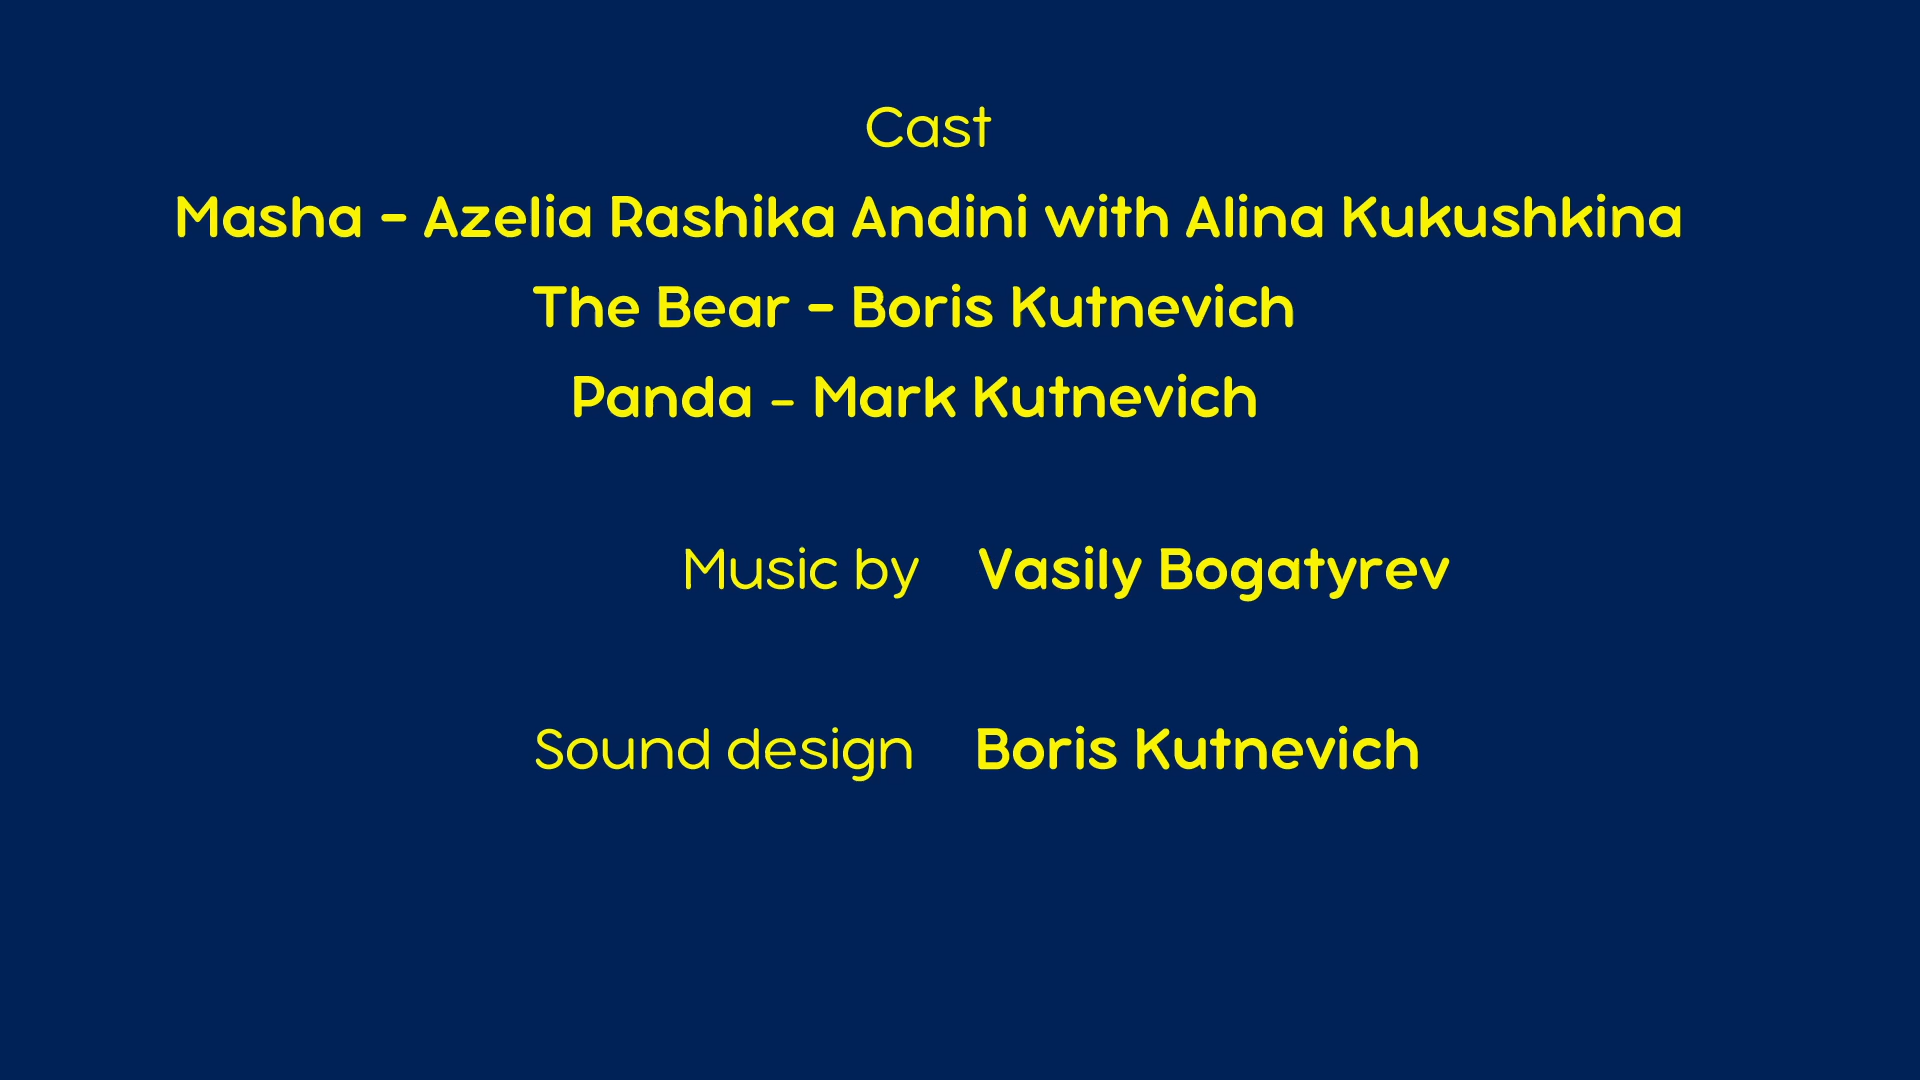 Cast
Masha - Azelia Rashika Andini with Alina Kukushkina
The Bear - Boris Kutnevich
Panda - Mark Kutnevich
Music by Vasily Bogatyrev
Sound design Boris Kutnevich